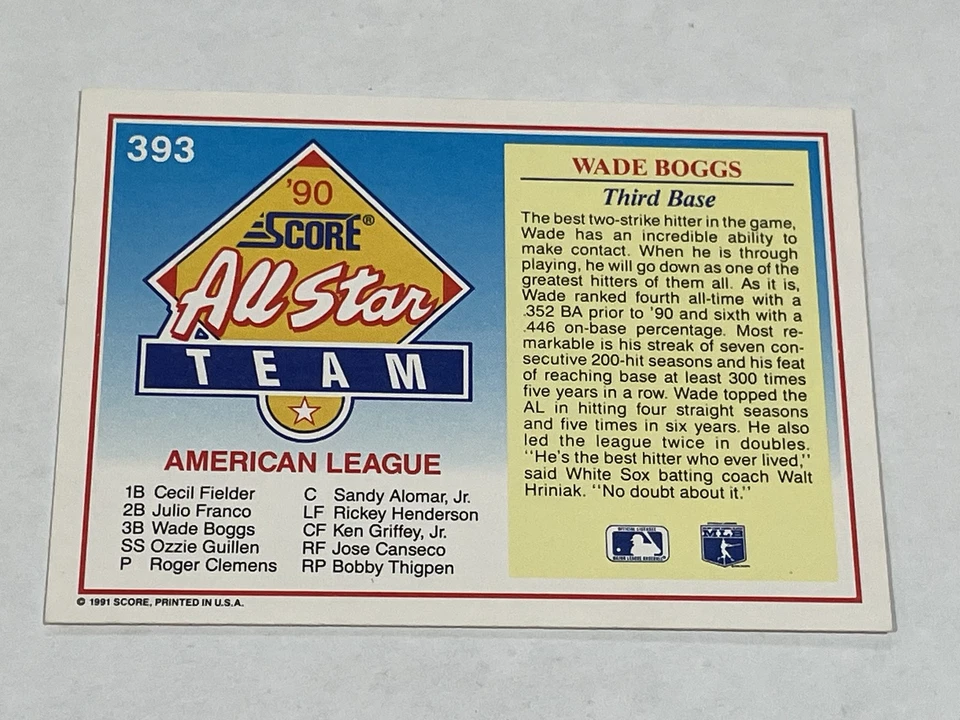 393
'90
SCORE®
All Star
TEAM
AMERICAN LEAGUE
1B Cecil Fielder
2B Julio Franco
3B Wade Boggs
SS Ozzie Guillen
P Roger Clemens
C Sandy Alomar, Jr.
LF Rickey Henderson
CF Ken Griffey, Jr.
RF Jose Canseco
RP Bobby Thigpen
© 1991 SCORE, PRINTED IN U.S.A.
WADE BOGGS
Third Base
The best two-strike hitter in the game,
Wade has an incredible ability to
make contact. When he is through
playing, he will go down as one of the
greatest hitters of them all. As it is,
Wade ranked fourth all-time with a
.352 BA prior to '90 and sixth with a
.446 on-base percentage. Most re-
markable is his streak of seven con-
secutive 200-hit seasons and his feat
of reaching base at least 300 times
five years in a row. Wade topped the
AL in hitting four straight seasons
and five times in six years. He also
led the league twice in doubles.
"He's the best hitter who ever lived,"
said White Sox batting coach Walt
Hriniak. "No doubt about it."
MLB